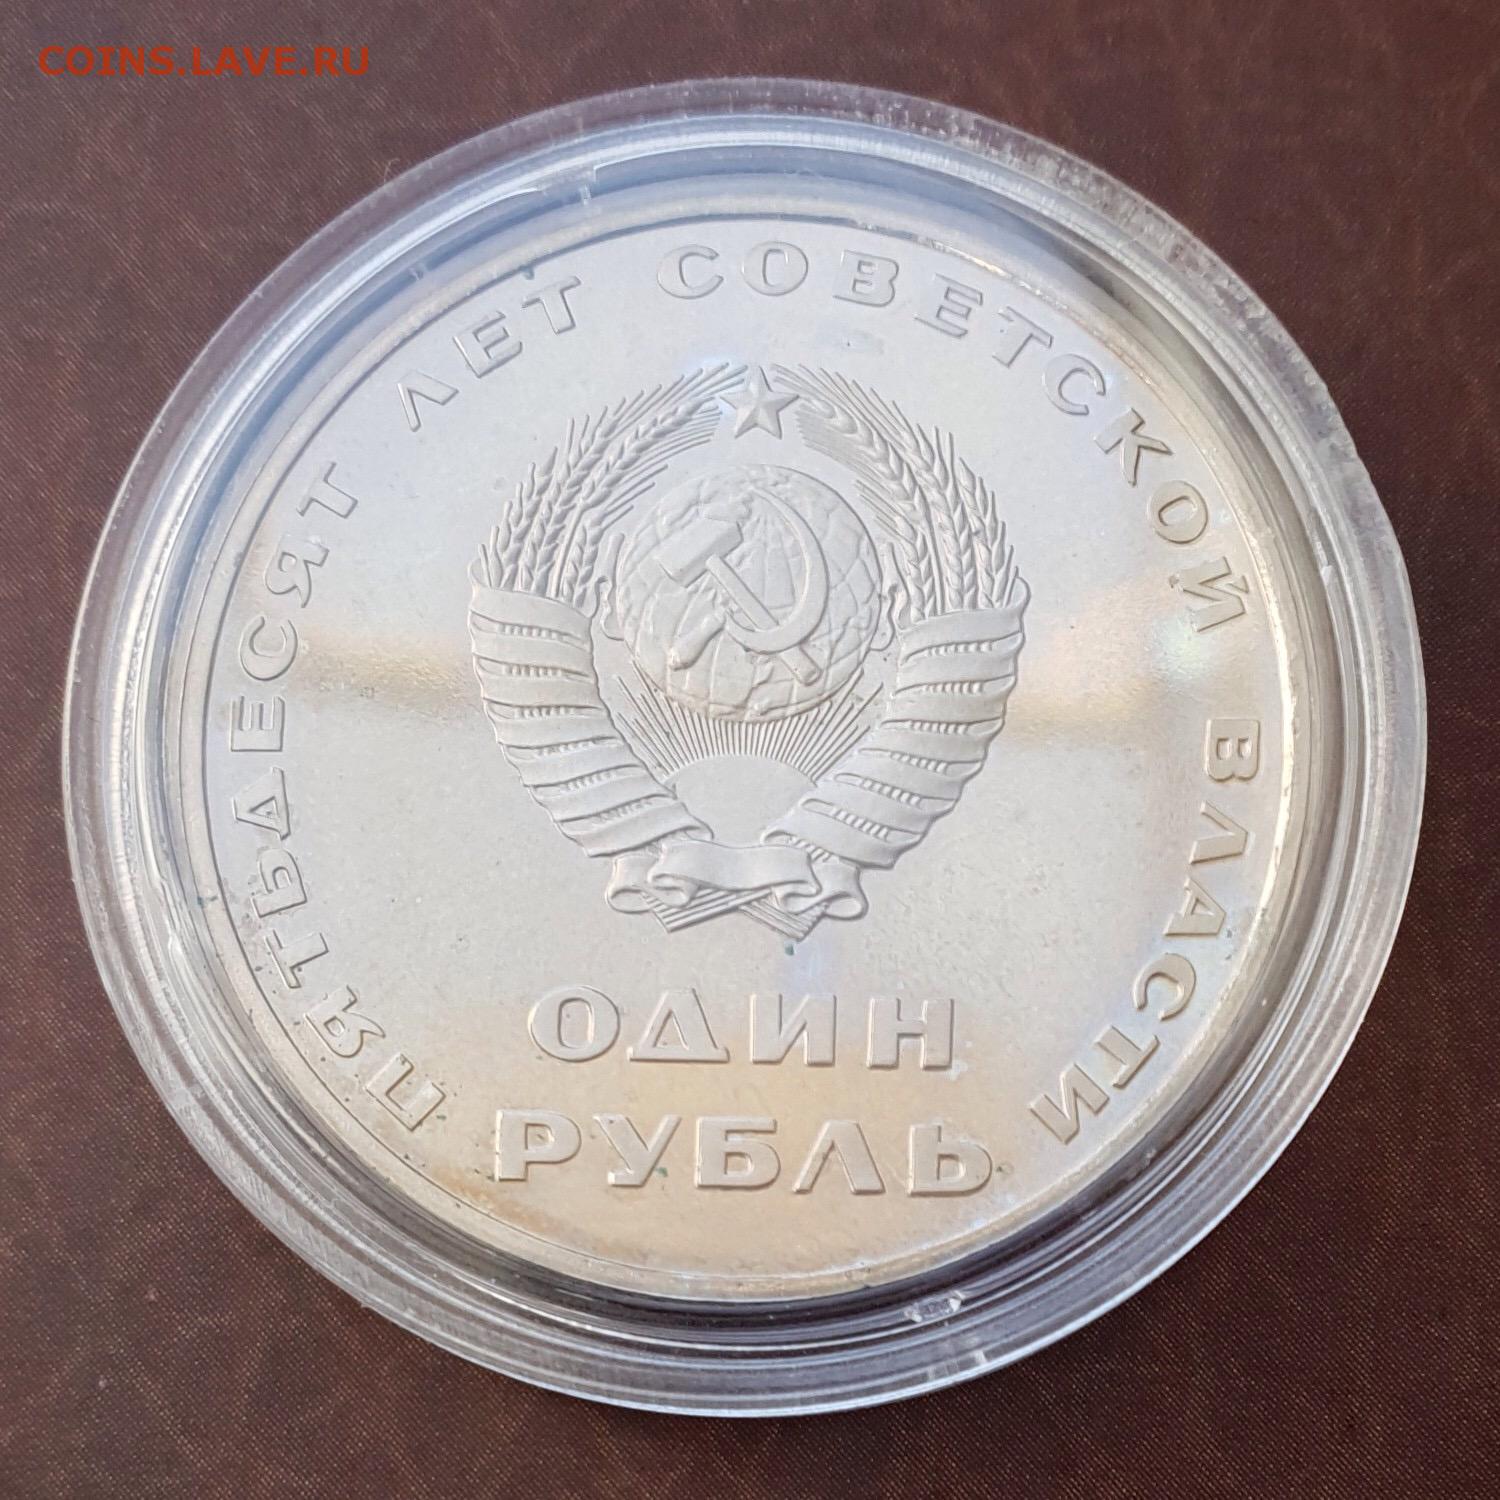 COINS.LAVE.RU
ПЯТЬДЕСЯТ ЛЕТ СОВЕТСКОЙ ВЛАСТИ
ОДИН
РУБЛЬ